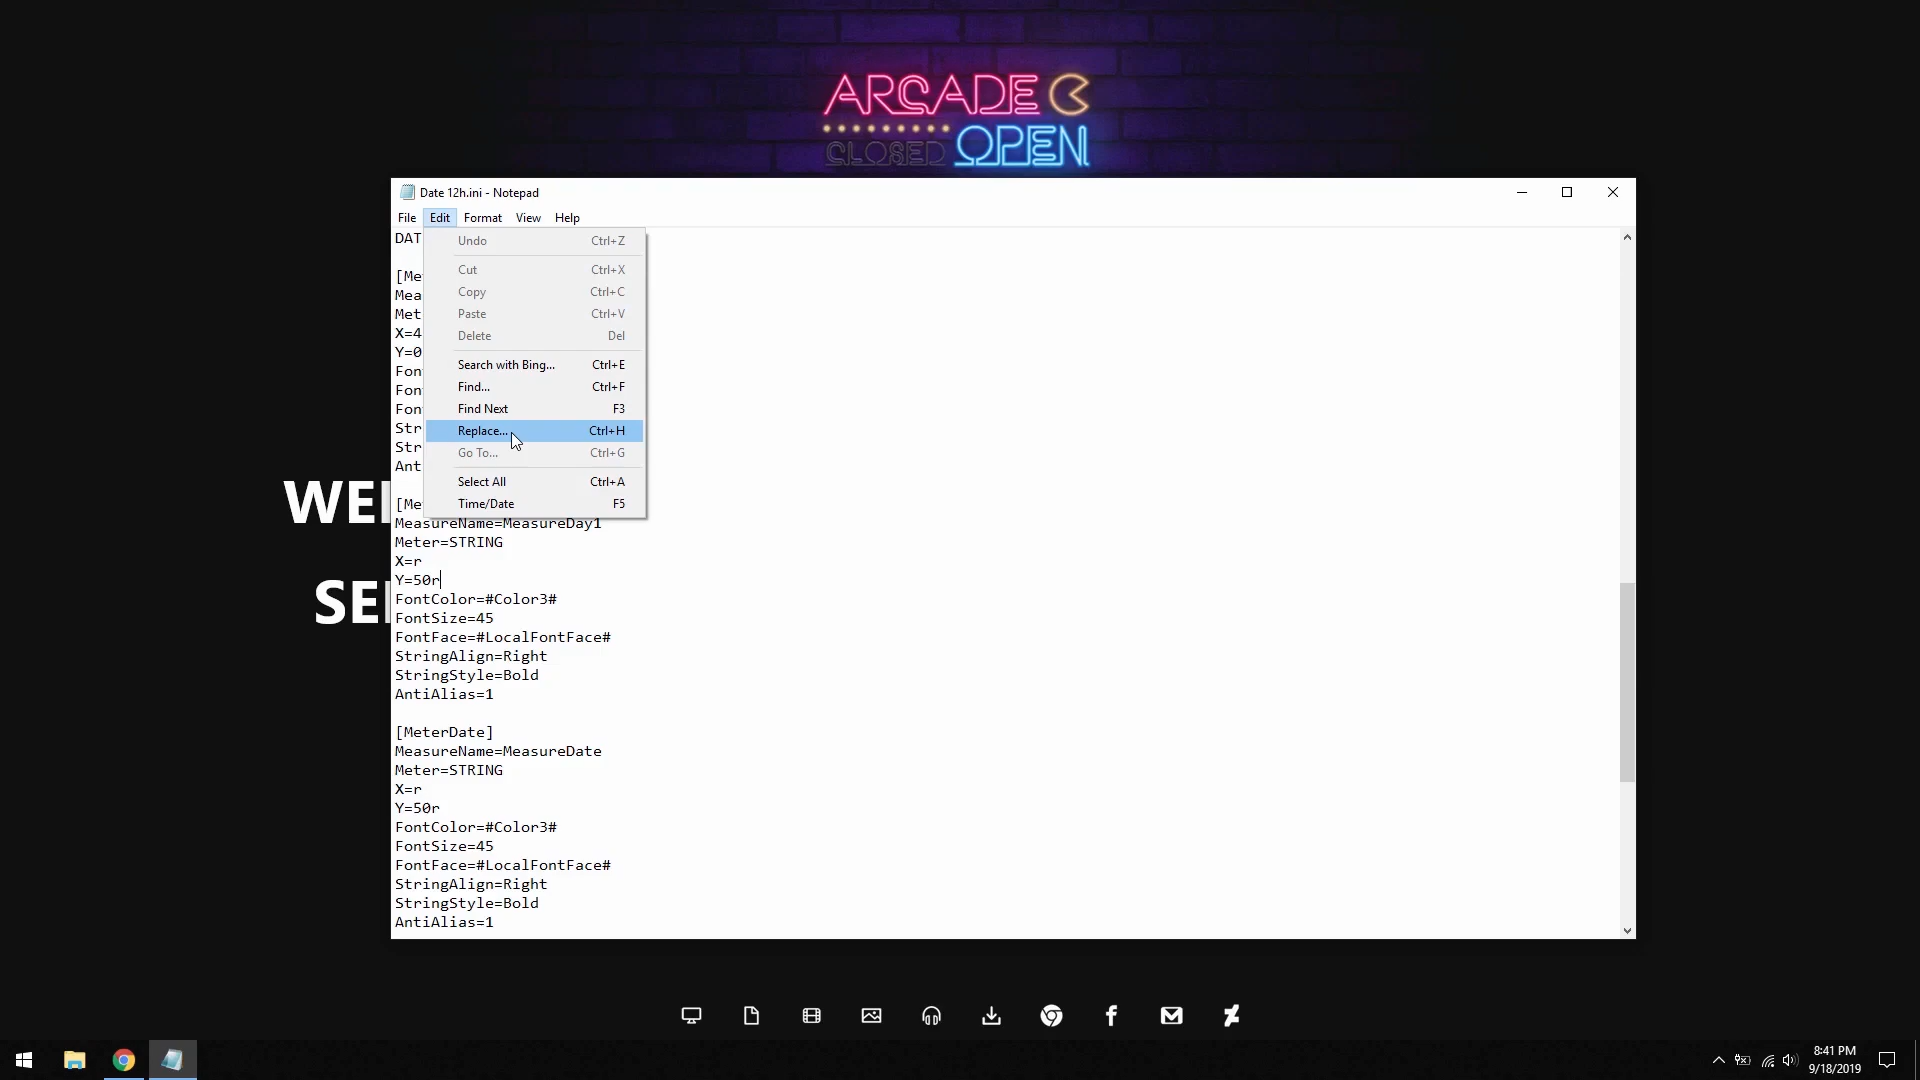 ARCADE
CLOSED OPEN
Date 12h.ini - Notepad
File Edit Format View Help
DAT
Undo Ctrl+Z
Cut Ctrl+X
Copy Ctrl+C
Paste Ctrl+V
Delete Del
Search with Bing... Ctrl+E
Find... Ctrl+F
Find Next F3
Replace... Ctrl+H
Go To... Ctrl+G
Select All Ctrl+A
Time/Date F5
[Me
Mea
Met
X=4
Y=0
Fon
Fon
Fon
Str
Str
Ant
[Me
MeasureName=MeasureDay1
Meter=STRING
X=r
Y=50r
FontColor=#Color3#
FontSize=45
FontFace=#LocalFontFace#
StringAlign=Right
StringStyle=Bold
AntiAlias=1
[MeterDate]
MeasureName=MeasureDate
Meter=STRING
X=r
Y=50r
FontColor=#Color3#
FontSize=45
FontFace=#LocalFontFace#
StringAlign=Right
StringStyle=Bold
AntiAlias=1
WE
SE
8:41 PM
9/18/2019